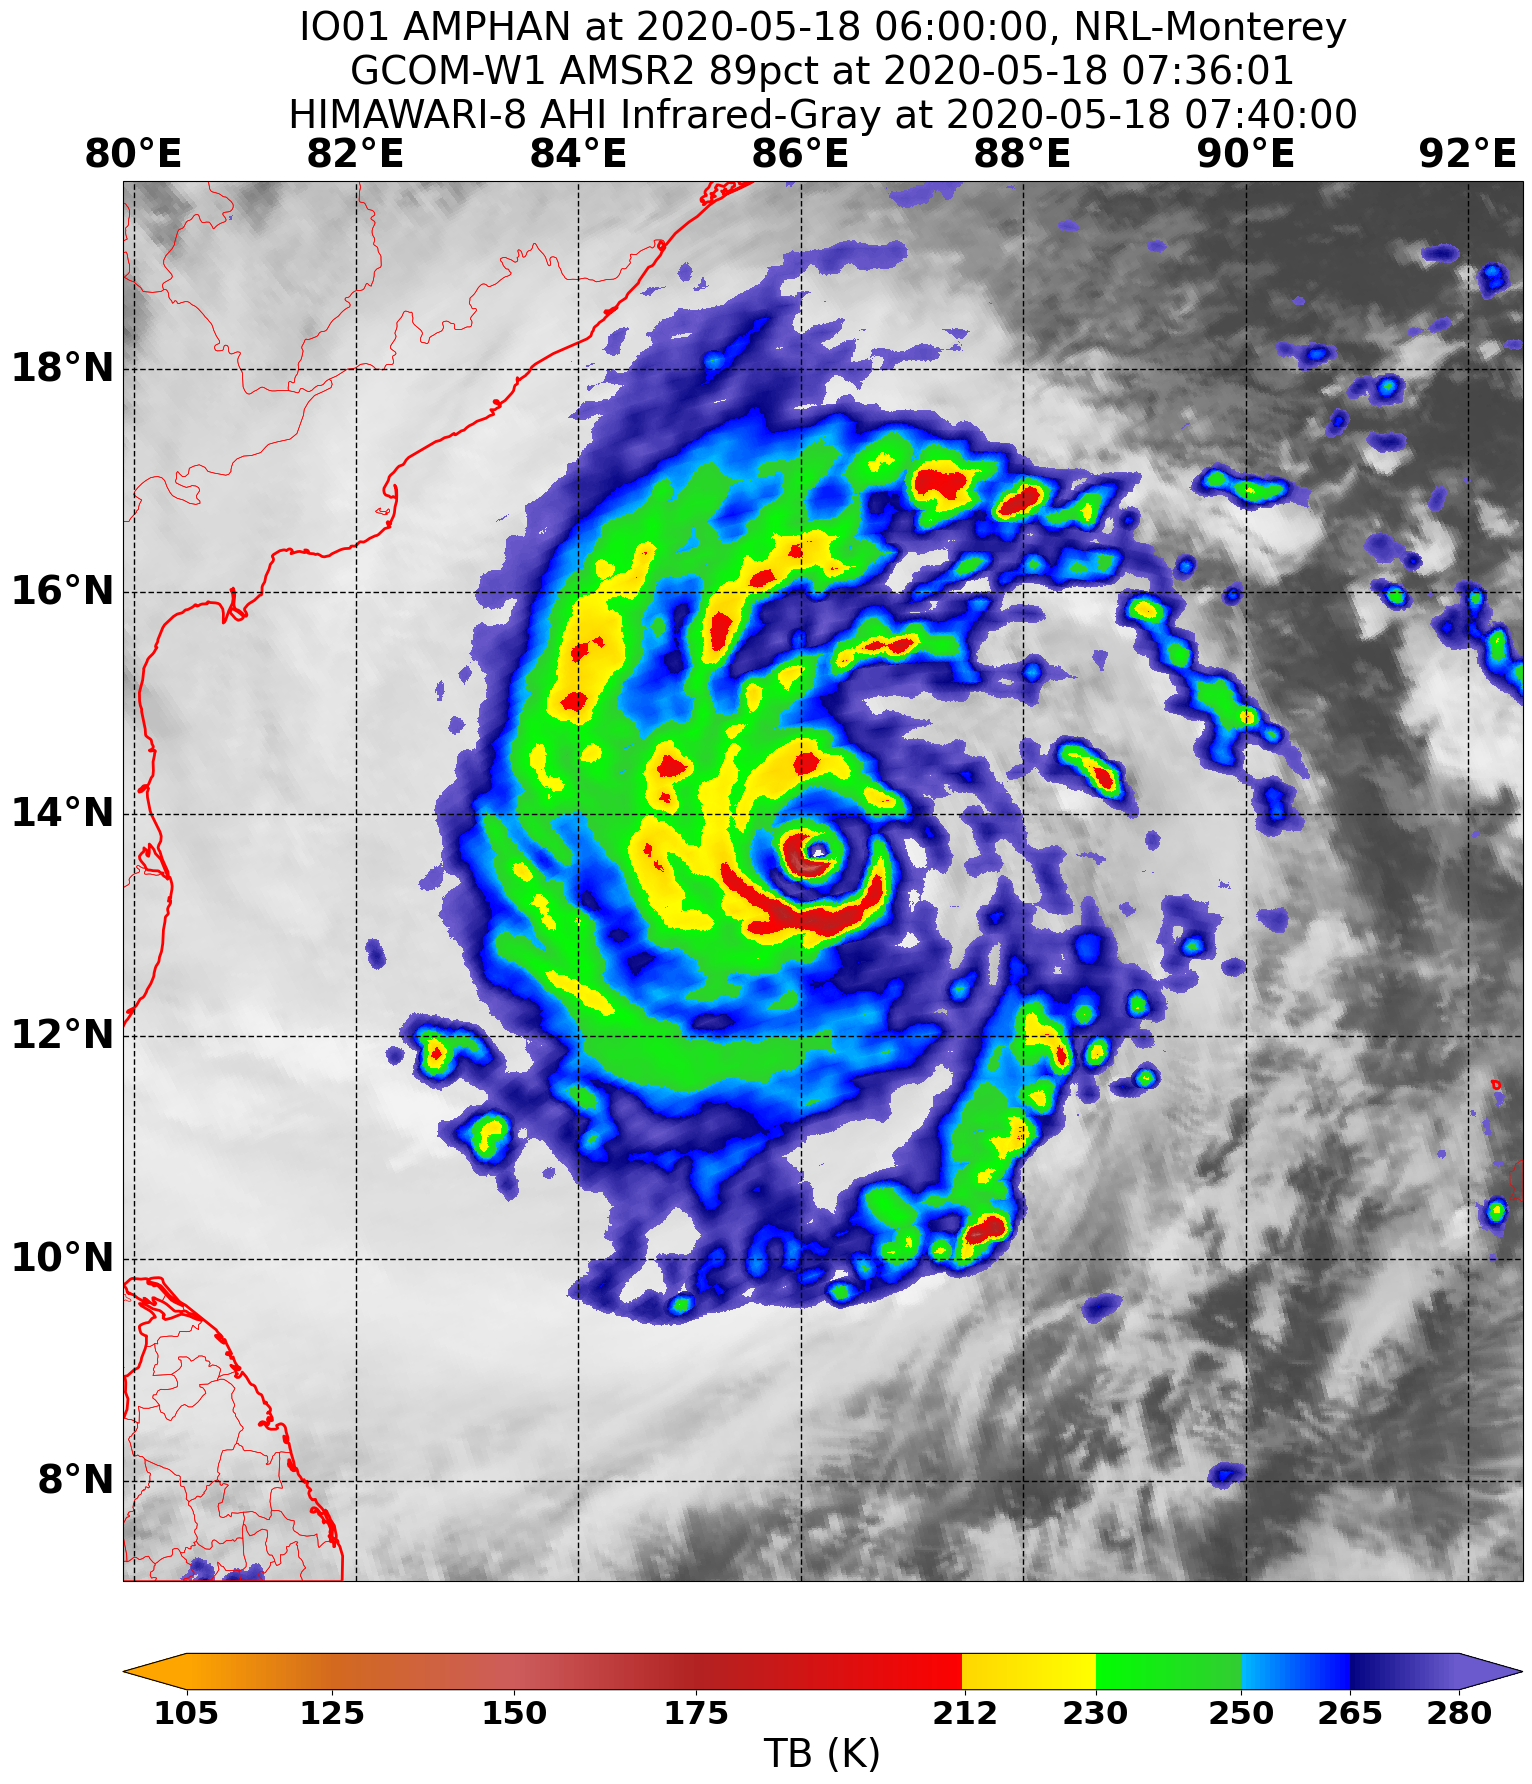 IO01 AMPHAN at 2020-05-18 06:00:00, NRL-Monterey
GCOM-W1 AMSR2 89pct at 2020-05-18 07:36:01
HIMAWARI-8 AHI Infrared-Gray at 2020-05-18 07:40:00
80°E 82°E 84°E 86°E 88°E 90°E 92°E
18°N
16°N
14°N
12°N
10°N
8°N
105 125 150 175 212 230 250 265 280
TB (K)